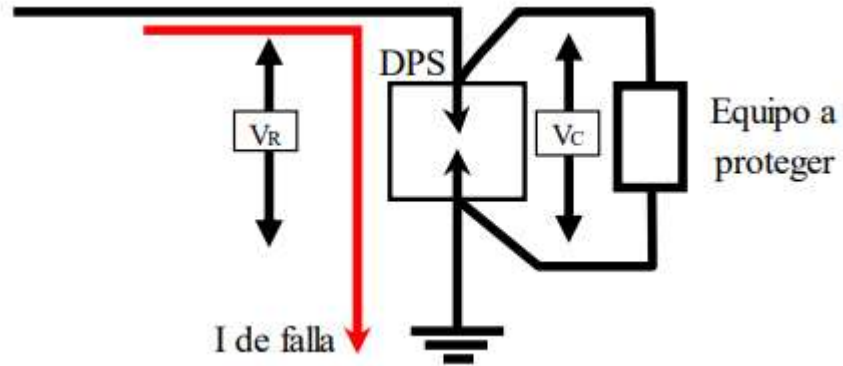 DPS
VR
VC
Equipo a
proteger
I de falla